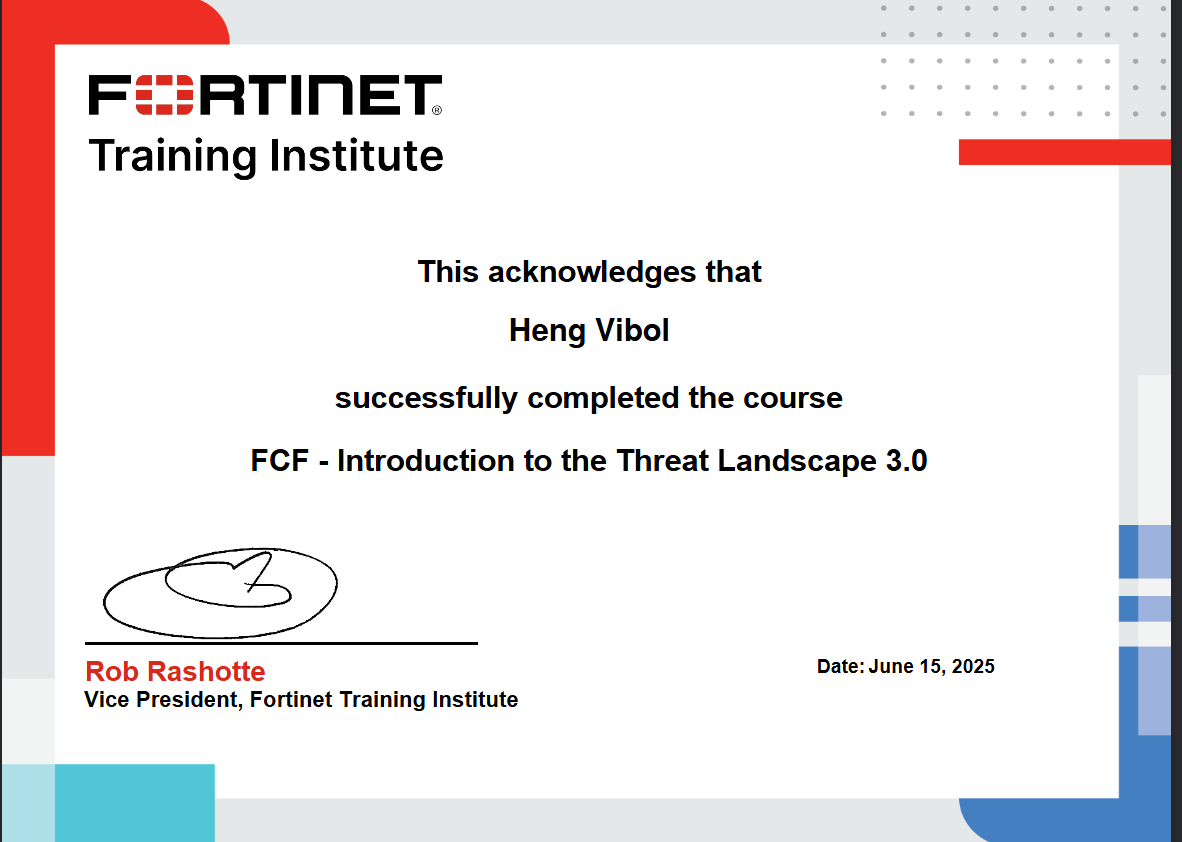 FORTINET®
Training Institute
This acknowledges that
Heng Vibol
successfully completed the course
FCF - Introduction to the Threat Landscape 3.0
Rob Rashotte
Vice President, Fortinet Training Institute
Date: June 15, 2025